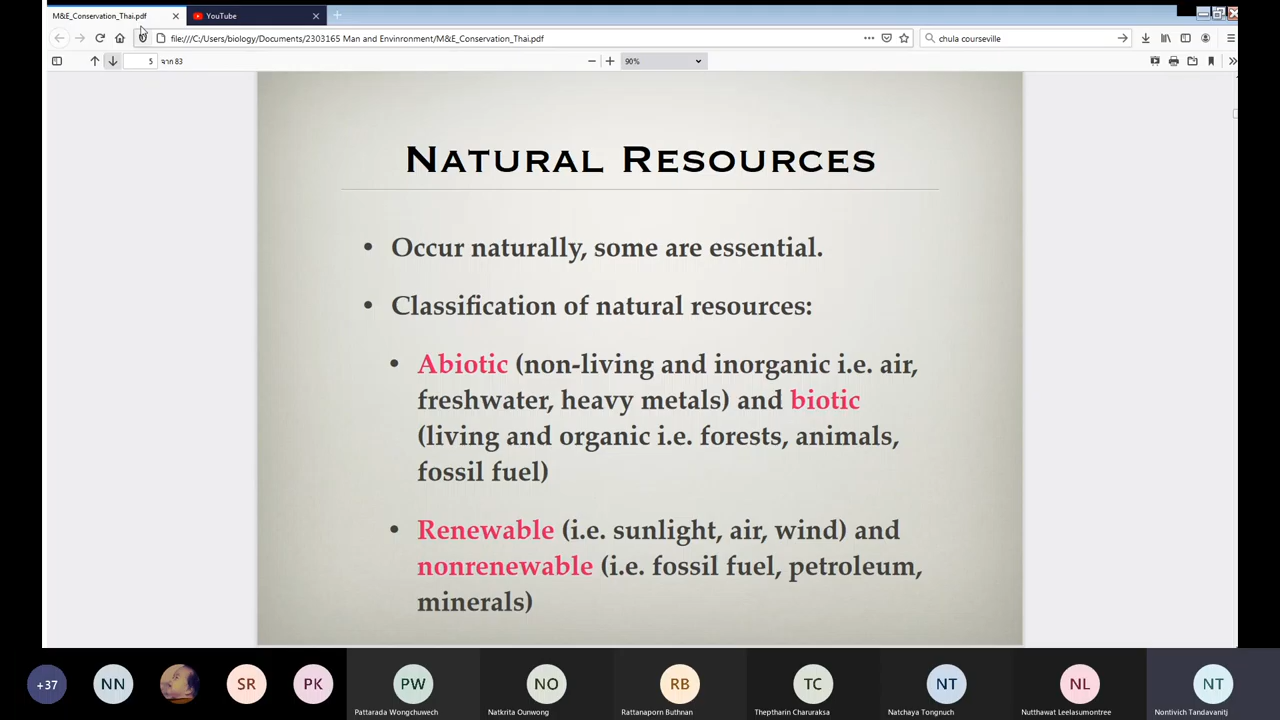 M&E_Conservation_Thai.pdf
YouTube
file:///C:/Users/biology/Documents/2303165 Man and Envinronment/M&E_Conservation_Thai.pdf
chula courseville
5 จาก 83
90%
NATURAL RESOURCES
• Occur naturally, some are essential.
• Classification of natural resources:
• Abiotic (non-living and inorganic i.e. air,
freshwater, heavy metals) and biotic
(living and organic i.e. forests, animals,
fossil fuel)
• Renewable (i.e. sunlight, air, wind) and
nonrenewable (i.e. fossil fuel, petroleum,
minerals)
+37
NN
SR
PK
PW
NO
RB
TC
NT
NL
NT
Pattarada Wongchuwech
Natkrita Ounwong
Rattanaporn Buthnan
Theptharin Charuraksa
Natchaya Tongnuch
Nutthawat Leelasumontree
Nontivich Tandavanitj